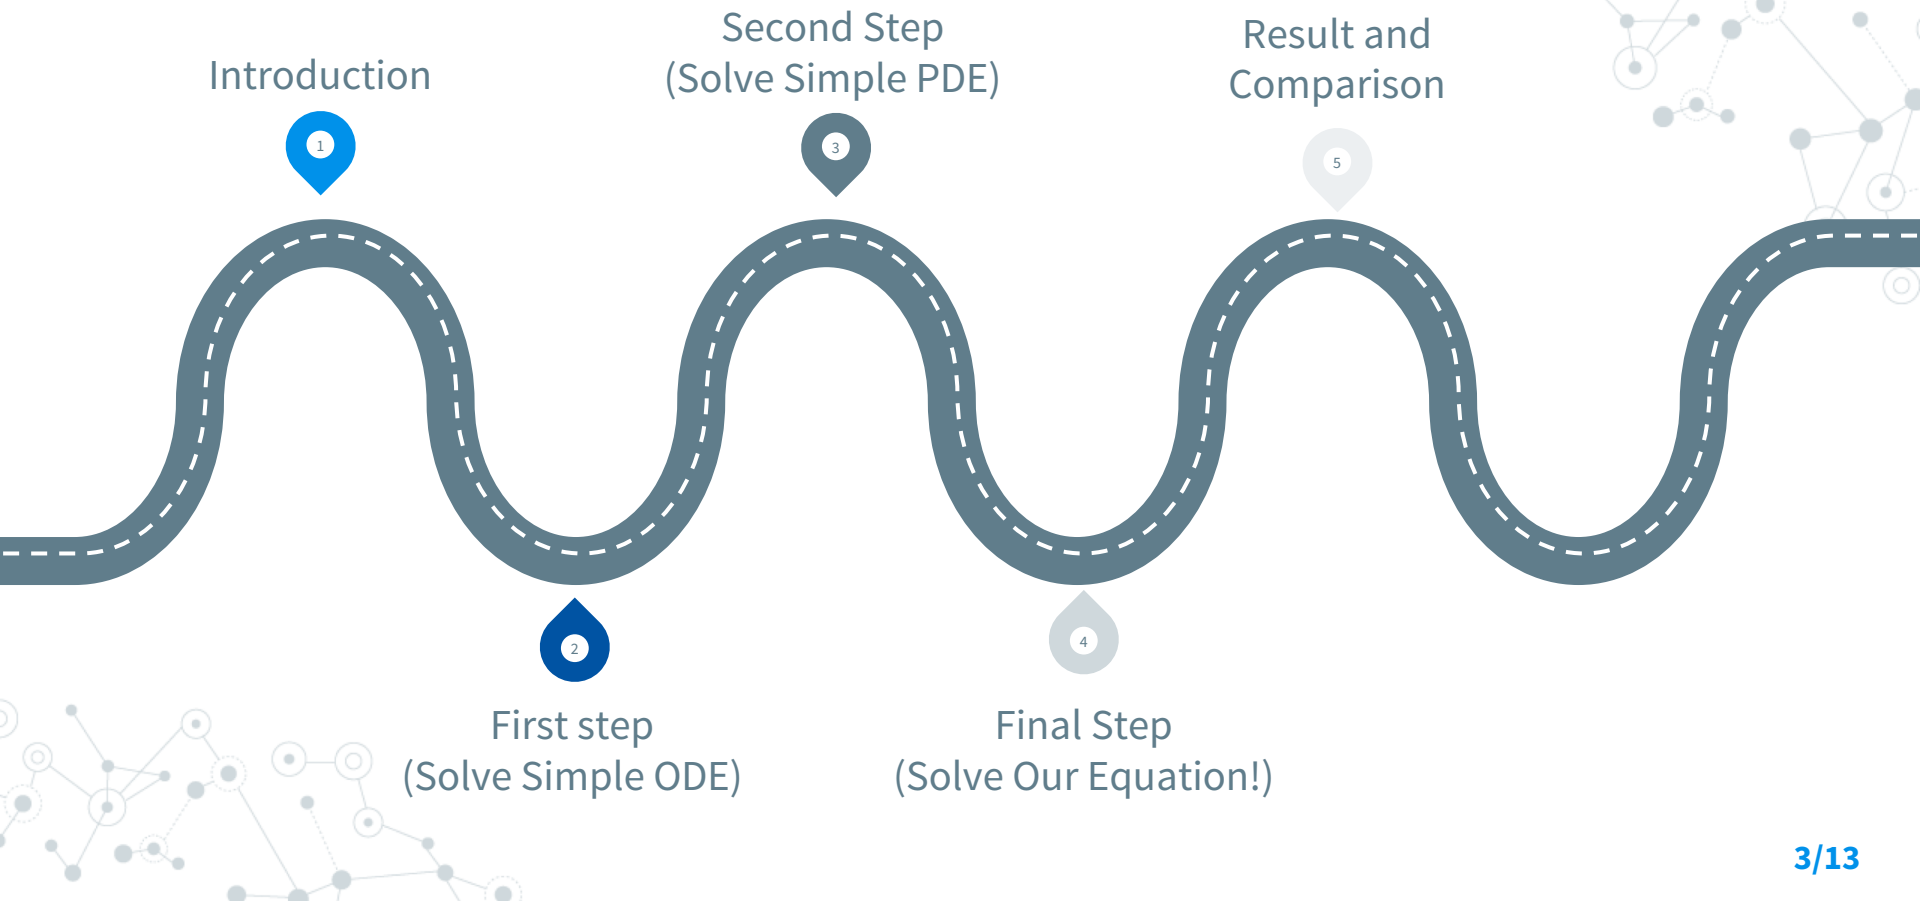 Introduction
1
First step
(Solve Simple ODE)
2
Second Step
(Solve Simple PDE)
3
Final Step
(Solve Our Equation!)
4
Result and
Comparison
5
3/13